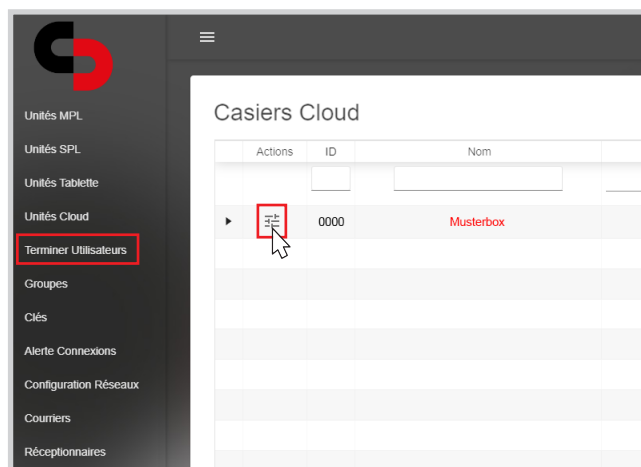 Casiers Cloud
Unités MPL
Unités SPL
Unités Tablette
Unités Cloud
Terminer Utilisateurs
Groupes
Clés
Alerte Connexions
Configuration Réseaux
Courriers
Réceptionnaires
Actions ID Nom
0000 Musterbox